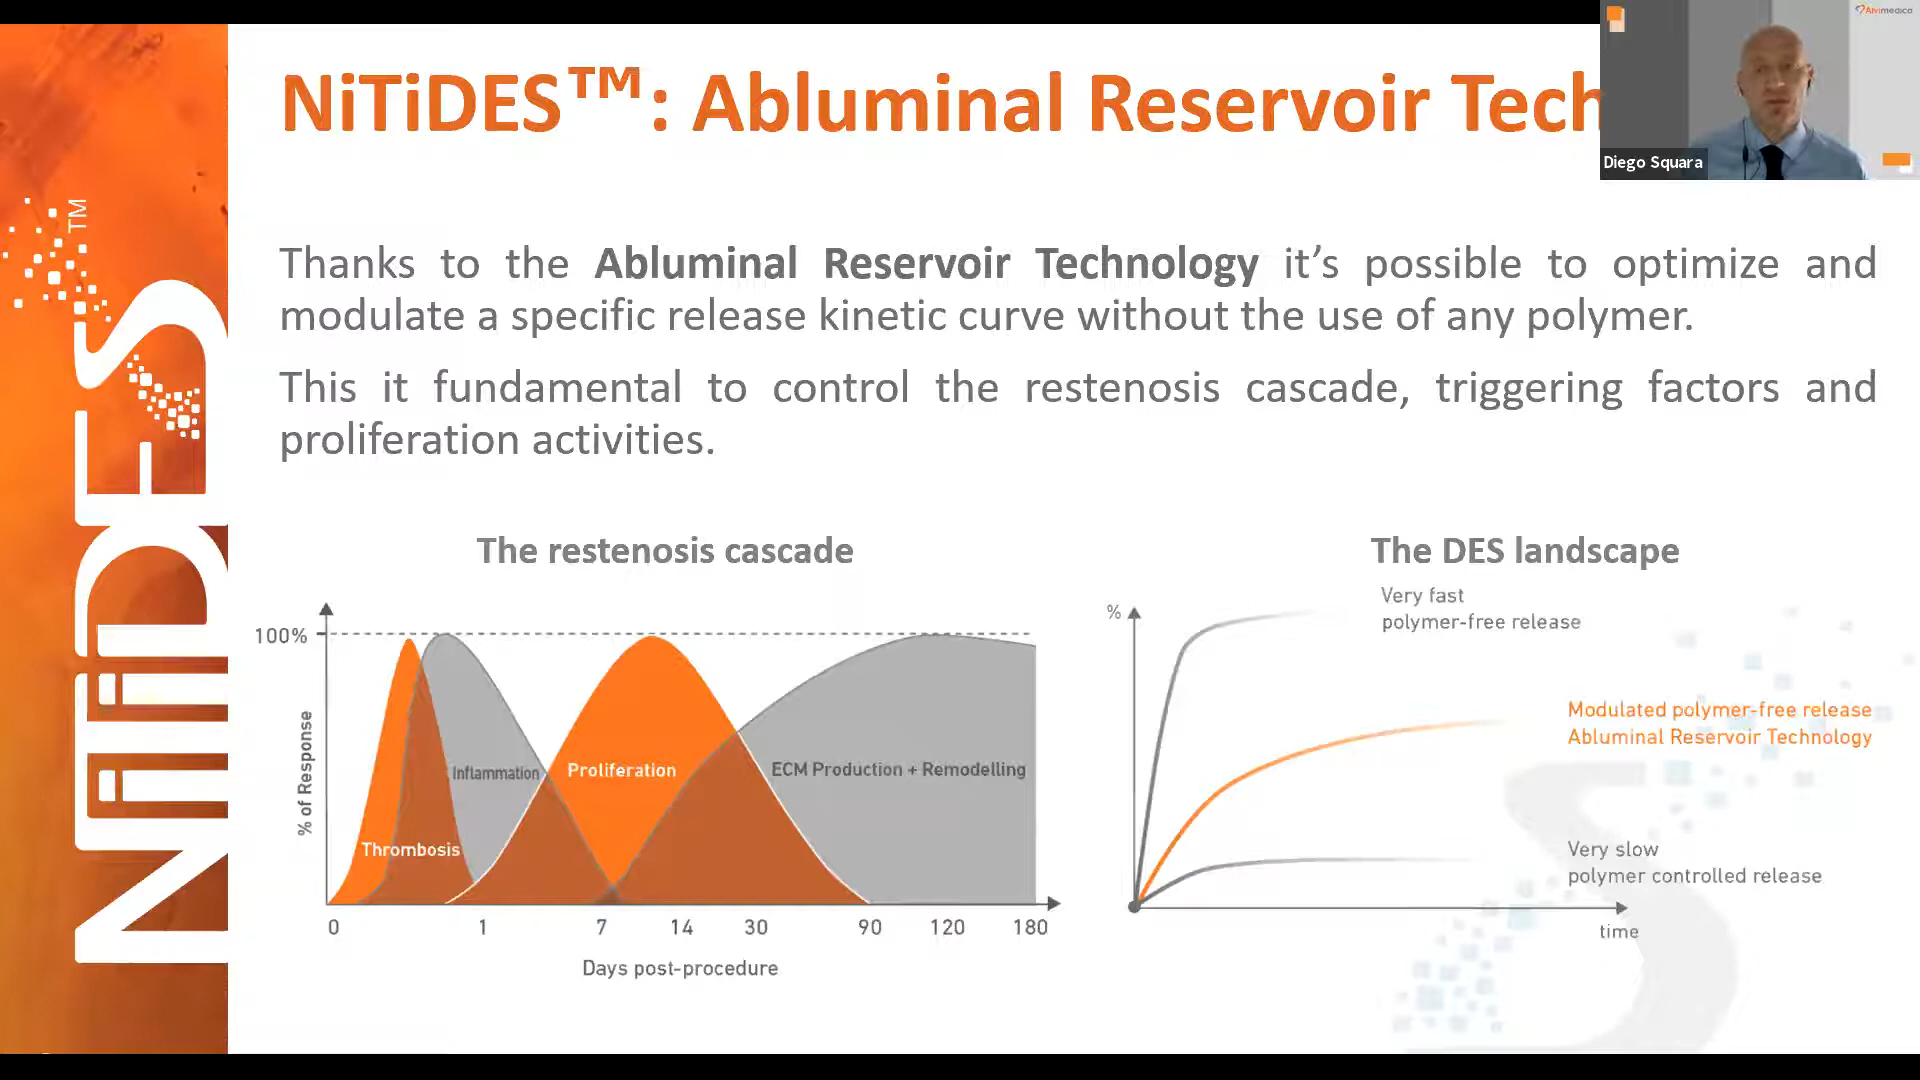 NiTiDES™: Abluminal Reservoir Tech
Alvimedica
Diego Squara
NiTiDES™
Thanks to the Abluminal Reservoir Technology it’s possible to optimize and
modulate a specific release kinetic curve without the use of any polymer.
This it fundamental to control the restenosis cascade, triggering factors and
proliferation activities.
The restenosis cascade
100%
% of Response
Thrombosis
Inflammation
Proliferation
ECM Production + Remodelling
0 1 7 14 30 90 120 180
Days post-procedure
The DES landscape
%
Very fast
polymer-free release
Modulated polymer-free release
Abluminal Reservoir Technology
Very slow
polymer controlled release
time